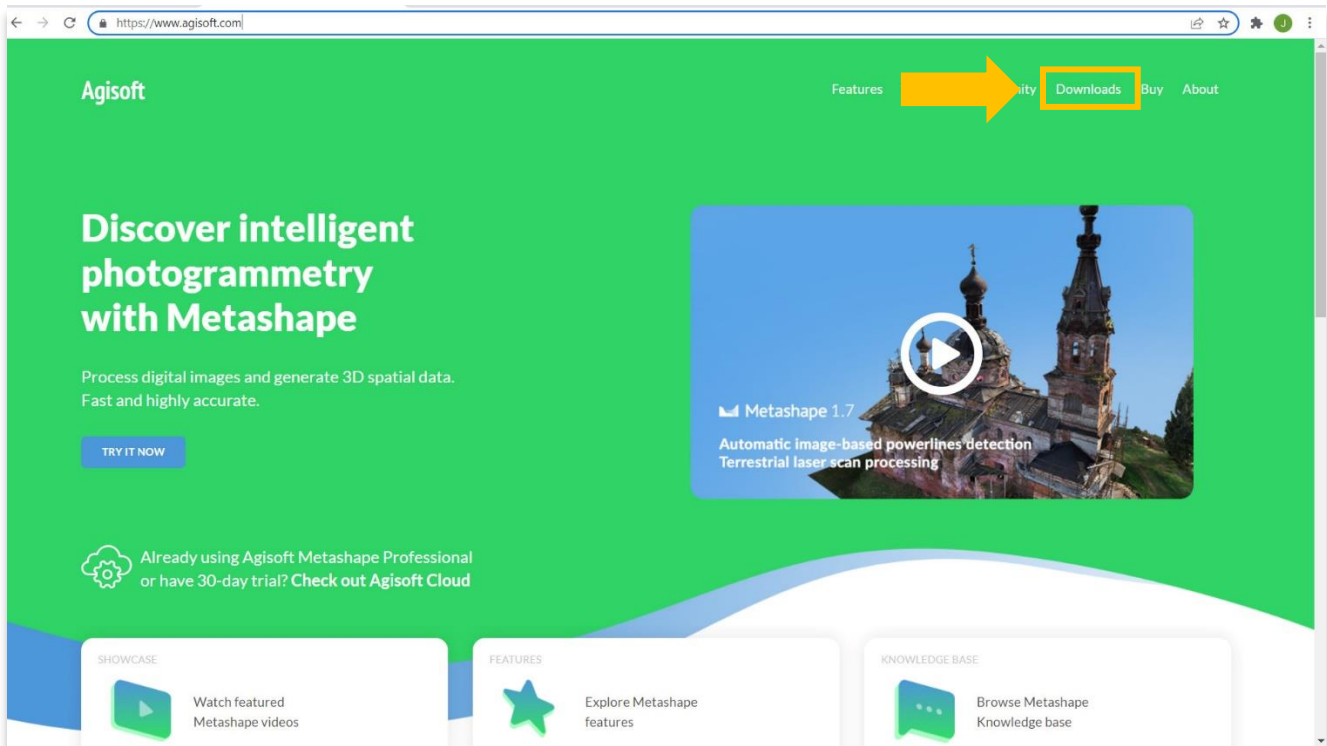 https://www.agisoft.com
J
Agisoft
Features
nity Downloads Buy About
Discover intelligent
photogrammetry
with Metashape
Process digital images and generate 3D spatial data.
Fast and highly accurate.
TRY IT NOW
Metashape 1.7
Automatic image-based powerlines detection
Terrestrial laser scan processing
Already using Agisoft Metashape Professional
or have 30-day trial? Check out Agisoft Cloud
SHOWCASE
Watch featured
Metashape videos
FEATURES
Explore Metashape
features
KNOWLEDGE BASE
Browse Metashape
Knowledge base